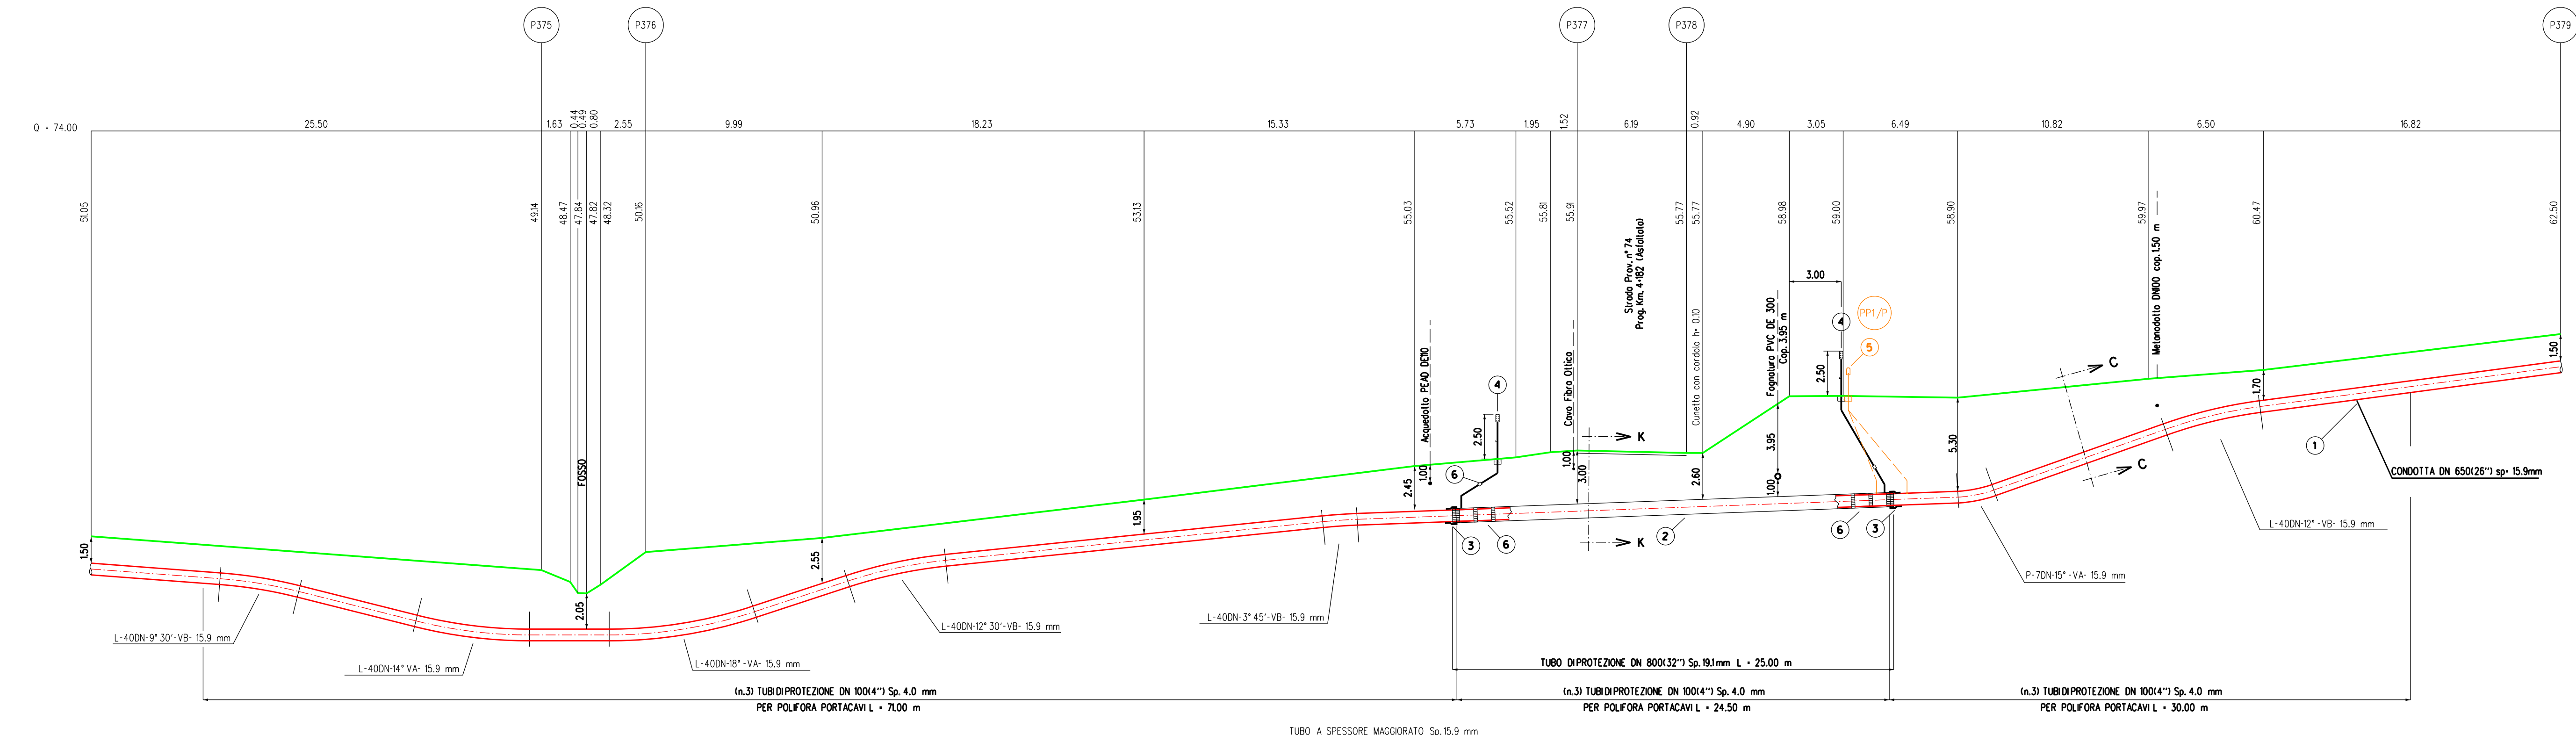 P375
P376
P377
P378
P379
Q = 74.00
25.50
1.63
0.44
0.49
0.80
2.55
9.99
18.23
15.33
5.73
1.95
1.52
6.19
0.92
4.90
3.05
6.49
10.82
6.50
16.82
51.05
49.14
48.47
47.84
47.82
48.32
50.16
50.96
53.13
55.03
55.52
55.81
55.91
55.77
55.77
58.98
59.00
58.90
59.97
60.47
62.50
Strada Prov. n° 74
Prog. Km. 4+182 (Asfaltata)
Metanodotto DN100 cop.1.50 m
3.00
Fognatura PVC DE 300
Cop. 3.95 m
PP1/P
4
5
Cunetta con cordolo h= 0.10
Acquedotto PEAD DE110
Cavo Fibra Ottica
4
2.50
2.50
C
C
K
K
FOSSO
1.50
2.05
2.55
1.95
2.45
1.00
1.00
3.00
2.60
3.95
1.00
5.30
1.70
1.50
6
3
6
2
6
3
1
CONDOTTA DN 650(26'') sp= 15.9mm
L-40DN-12° -VB- 15.9 mm
P-7DN-15° -VA- 15.9 mm
L-40DN-9° 30'-VB- 15.9 mm
L-40DN-14° VA- 15.9 mm
L-40DN-18° -VA- 15.9 mm
L-40DN-12° 30'-VB- 15.9 mm
L-40DN-3° 45'-VB- 15.9 mm
TUBO DI PROTEZIONE DN 800(32'') Sp.19.1mm L = 25.00 m
(n.3) TUBI DI PROTEZIONE DN 100(4'') Sp. 4.0 mm
PER POLIFORA PORTACAVI L = 71.00 m
(n.3) TUBI DI PROTEZIONE DN 100(4'') Sp. 4.0 mm
PER POLIFORA PORTACAVI L = 24.50 m
(n.3) TUBI DI PROTEZIONE DN 100(4'') Sp. 4.0 mm
PER POLIFORA PORTACAVI L = 30.00 m
TUBO A SPESSORE MAGGIORATO Sp.15.9 mm